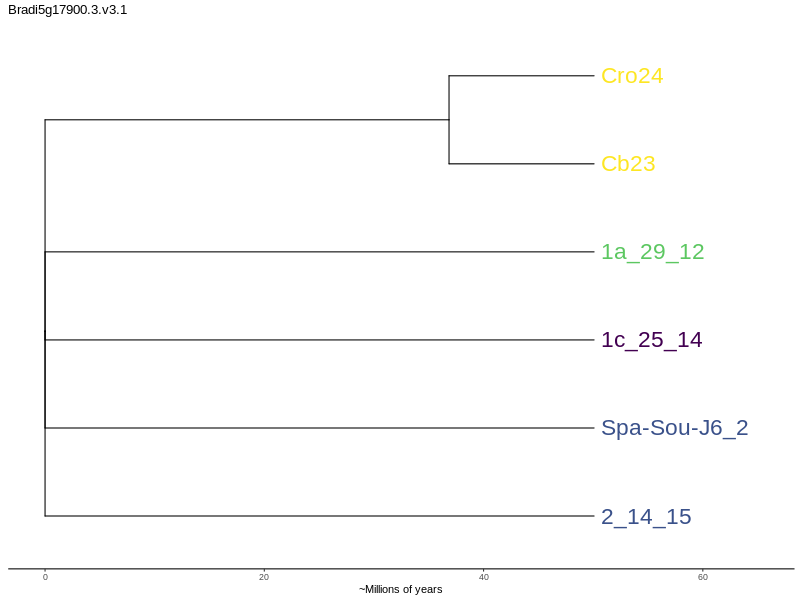 Bradi5g17900.3.v3.1
Cro24
Cb23
1a_29_12
1c_25_14
Spa-Sou-J6_2
2_14_15
0 20 40 60
~Millions of years